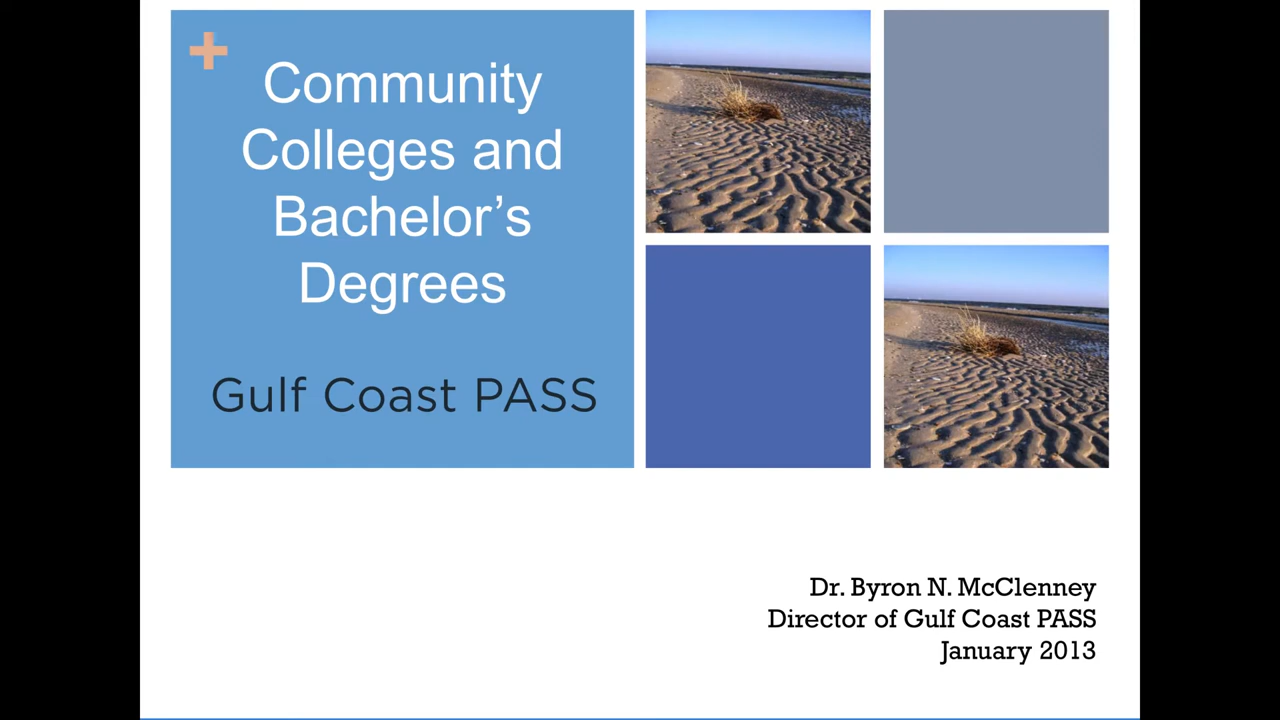 +
Community
Colleges and
Bachelor’s
Degrees
Gulf Coast PASS
Dr. Byron N. McClenney
Director of Gulf Coast PASS
January 2013